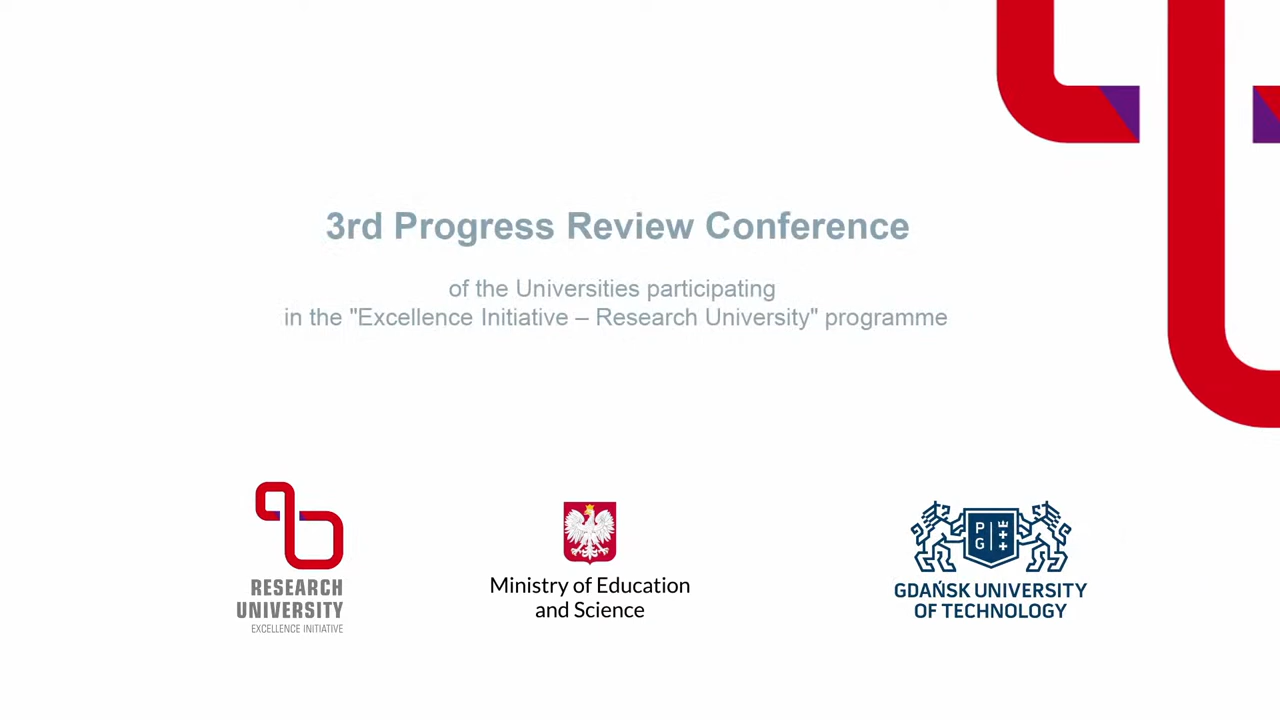 3rd Progress Review Conference
of the Universities participating
in the "Excellence Initiative – Research University" programme
RESEARCH
UNIVERSITY
EXCELLENCE INITIATIVE
Ministry of Education
and Science
P
G
GDAŃSK UNIVERSITY
OF TECHNOLOGY